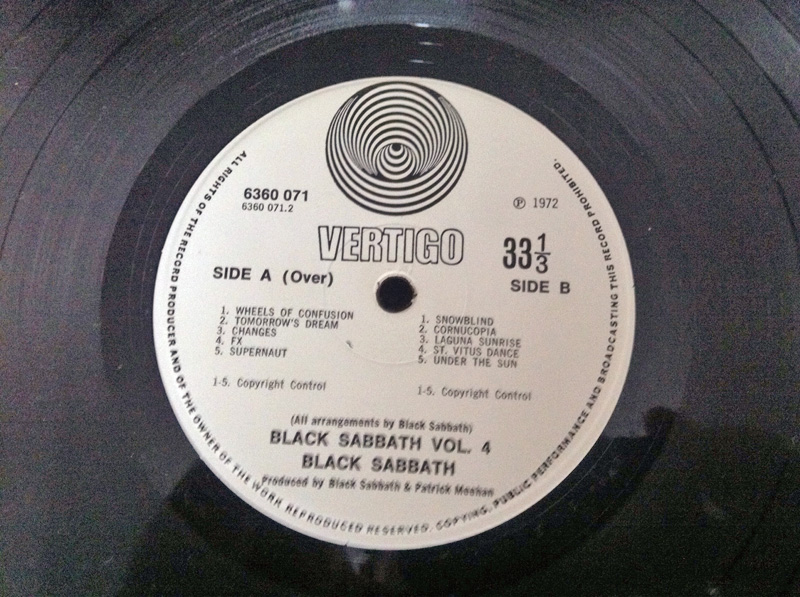 6360 071
6360 071.2
℗ 1972
VERTIGO
33 1/3
SIDE A (Over)
SIDE B
1. WHEELS OF CONFUSION
2. TOMORROW'S DREAM
3. CHANGES
4. FX
5. SUPERNAUT
1-5. Copyright Control
1. SNOWBLIND
2. CORNUCOPIA
3. LAGUNA SUNRISE
4. ST. VITUS DANCE
5. UNDER THE SUN
1-5. Copyright Control
(All arrangements by Black Sabbath)
BLACK SABBATH VOL. 4
BLACK SABBATH
Produced by Black Sabbath & Patrick Meehan
ALL RIGHTS OF THE RECORD PRODUCER AND OF THE OWNER OF THE WORK REPRODUCED RESERVED. COPYING, PUBLIC PERFORMANCE AND BROADCASTING THIS RECORD PROHIBITED.